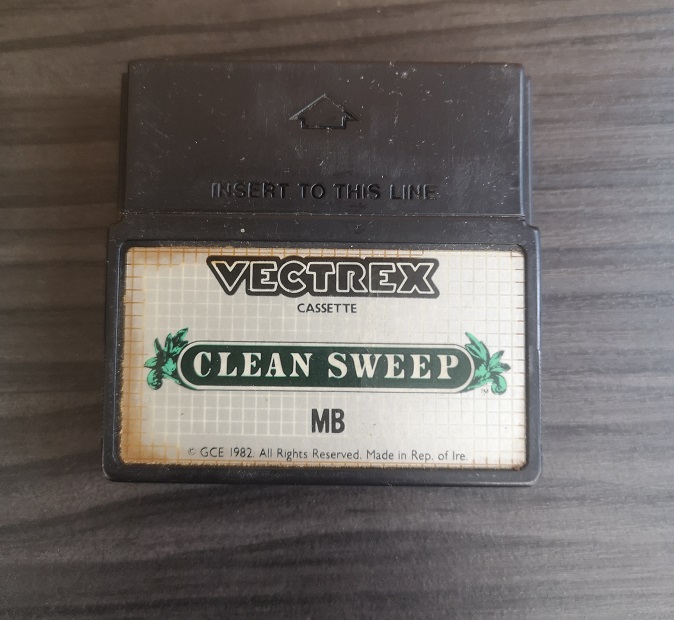 INSERT TO THIS LINE
VECTREX
CASSETTE
CLEAN SWEEP
MB
© GCE 1982. All Rights Reserved. Made in Rep. of Ire.